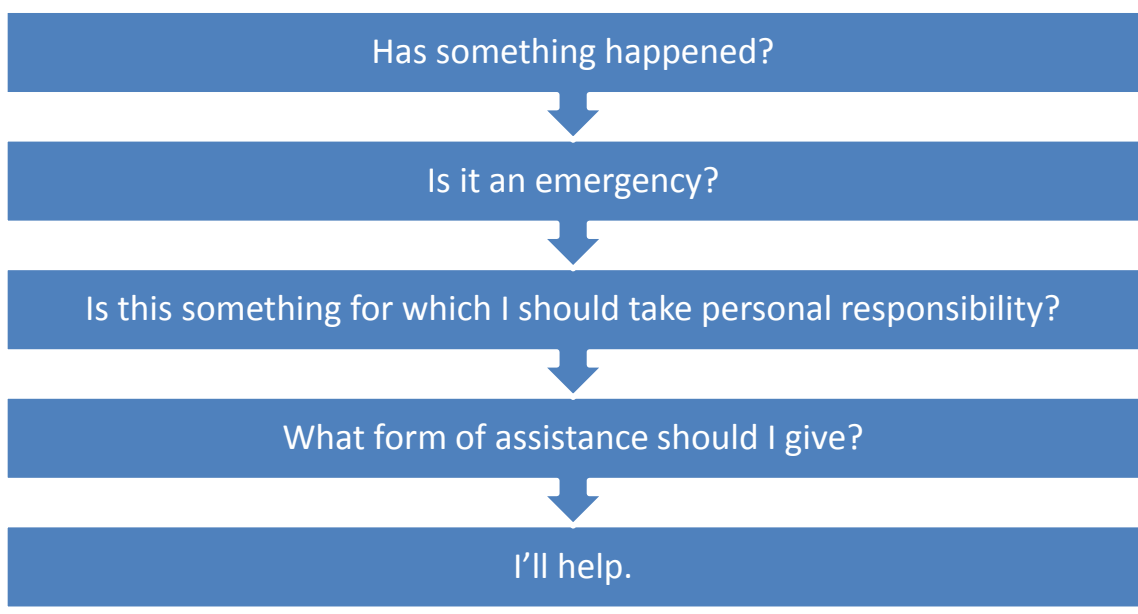 Has something happened?
Is it an emergency?
Is this something for which I should take personal responsibility?
What form of assistance should I give?
I’ll help.